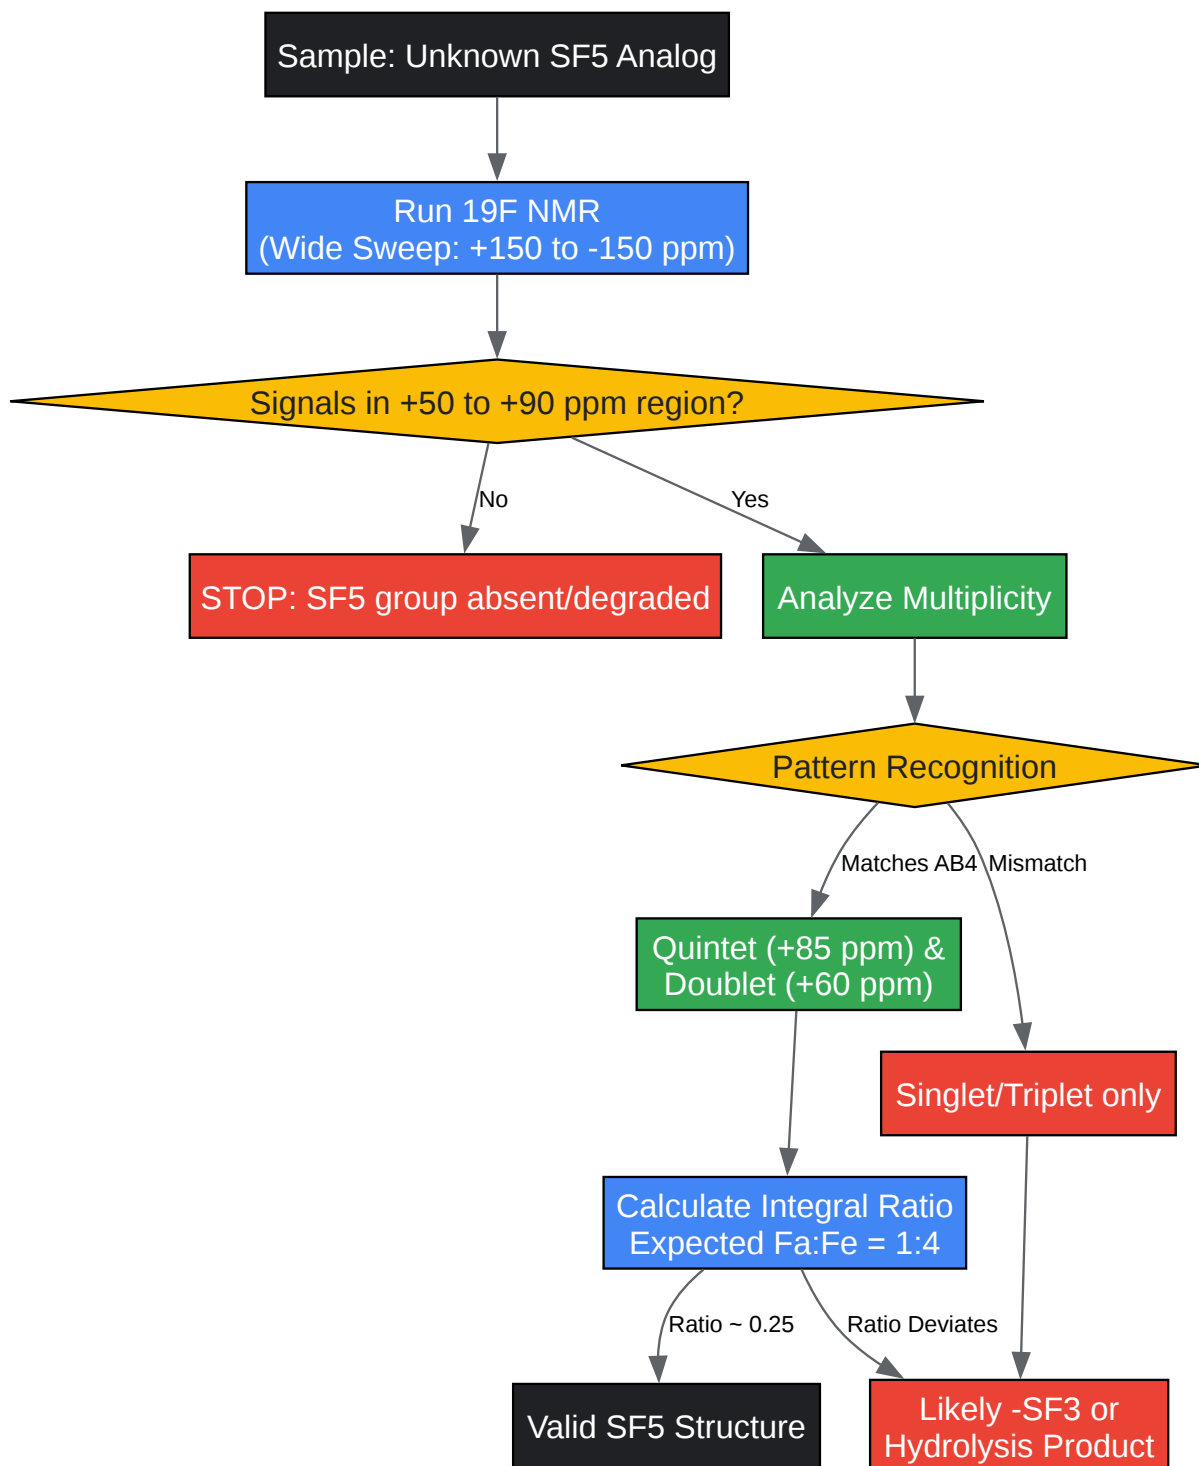 Sample: Unknown SF5 Analog
Run 19F NMR
(Wide Sweep: +150 to -150 ppm)
Signals in +50 to +90 ppm region?
No
Yes
STOP: SF5 group absent/degraded
Analyze Multiplicity
Pattern Recognition
Matches AB4
Mismatch
Quintet (+85 ppm) &
Doublet (+60 ppm)
Singlet/Triplet only
Calculate Integral Ratio
Expected Fa:Fe = 1:4
Ratio ~ 0.25
Ratio Deviates
Valid SF5 Structure
Likely -SF3 or
Hydrolysis Product